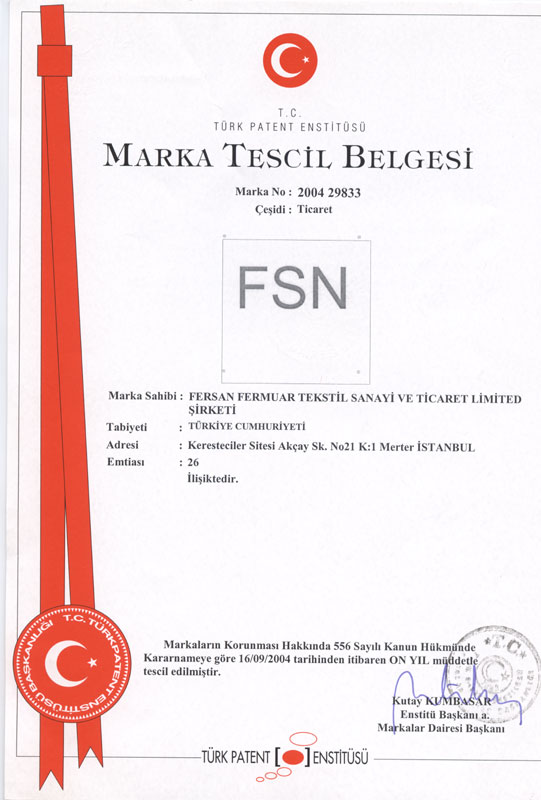 T.C.
TÜRK PATENT ENSTİTÜSÜ
MARKA TESCİL BELGESİ
Marka No : 2004 29833
Çeşidi : Ticaret
FSN
Marka Sahibi : FERSAN FERMUAR TEKSTİL SANAYİ VE TİCARET LİMİTED
ŞİRKETİ
Tabiyeti : TÜRKİYE CUMHURİYETİ
Adresi : Keresteciler Sitesi Akçay Sk. No21 K:1 Merter İSTANBUL
Emtiası : 26
İlişiktedir.
T.C. TÜRK PATENT ENSTİTÜSÜ BAŞKANLIĞI
Markaların Korunması Hakkında 556 Sayılı Kanun Hükmünde
Kararnameye göre 16/09/2004 tarihinden itibaren ON YIL müddetle
tescil edilmiştir.
T.C.
Kutay KUMBASAR
Enstitü Başkanı a.
Markalar Dairesi Başkanı
TÜRK PATENT [ ] ENSTİTÜSÜ